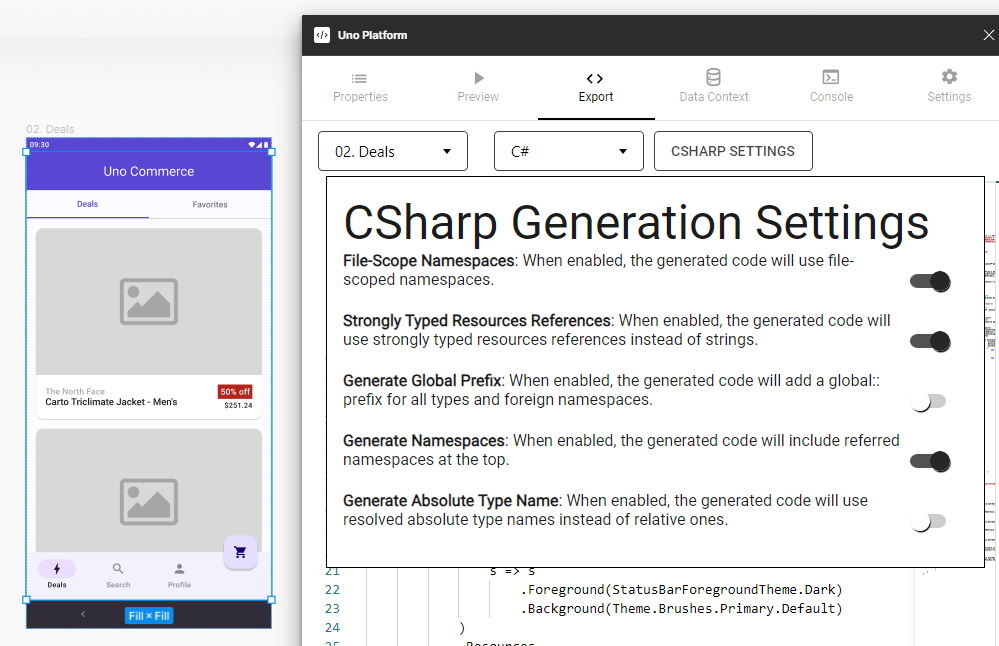 Uno Platform
Properties
Preview
Export
Data Context
Console
Settings
02. Deals
C#
CSHARP SETTINGS
02. Deals
09:30
Uno Commerce
Deals
Favorites
The North Face
50% off
Carto Triclimate Jacket - Men's
$251.24
Deals
Search
Profile
Fill × Fill
CSharp Generation Settings
File-Scope Namespaces: When enabled, the generated code will use file-
scoped namespaces.
Strongly Typed Resources References: When enabled, the generated code will
use strongly typed resources references instead of strings.
Generate Global Prefix: When enabled, the generated code will add a global::
prefix for all types and foreign namespaces.
Generate Namespaces: When enabled, the generated code will include referred
namespaces at the top.
Generate Absolute Type Name: When enabled, the generated code will use
resolved absolute type names instead of relative ones.
21 s => s
22 .Foreground(StatusBarForegroundTheme.Dark)
23 .Background(Theme.Brushes.Primary.Default)
24 )
25 Resources